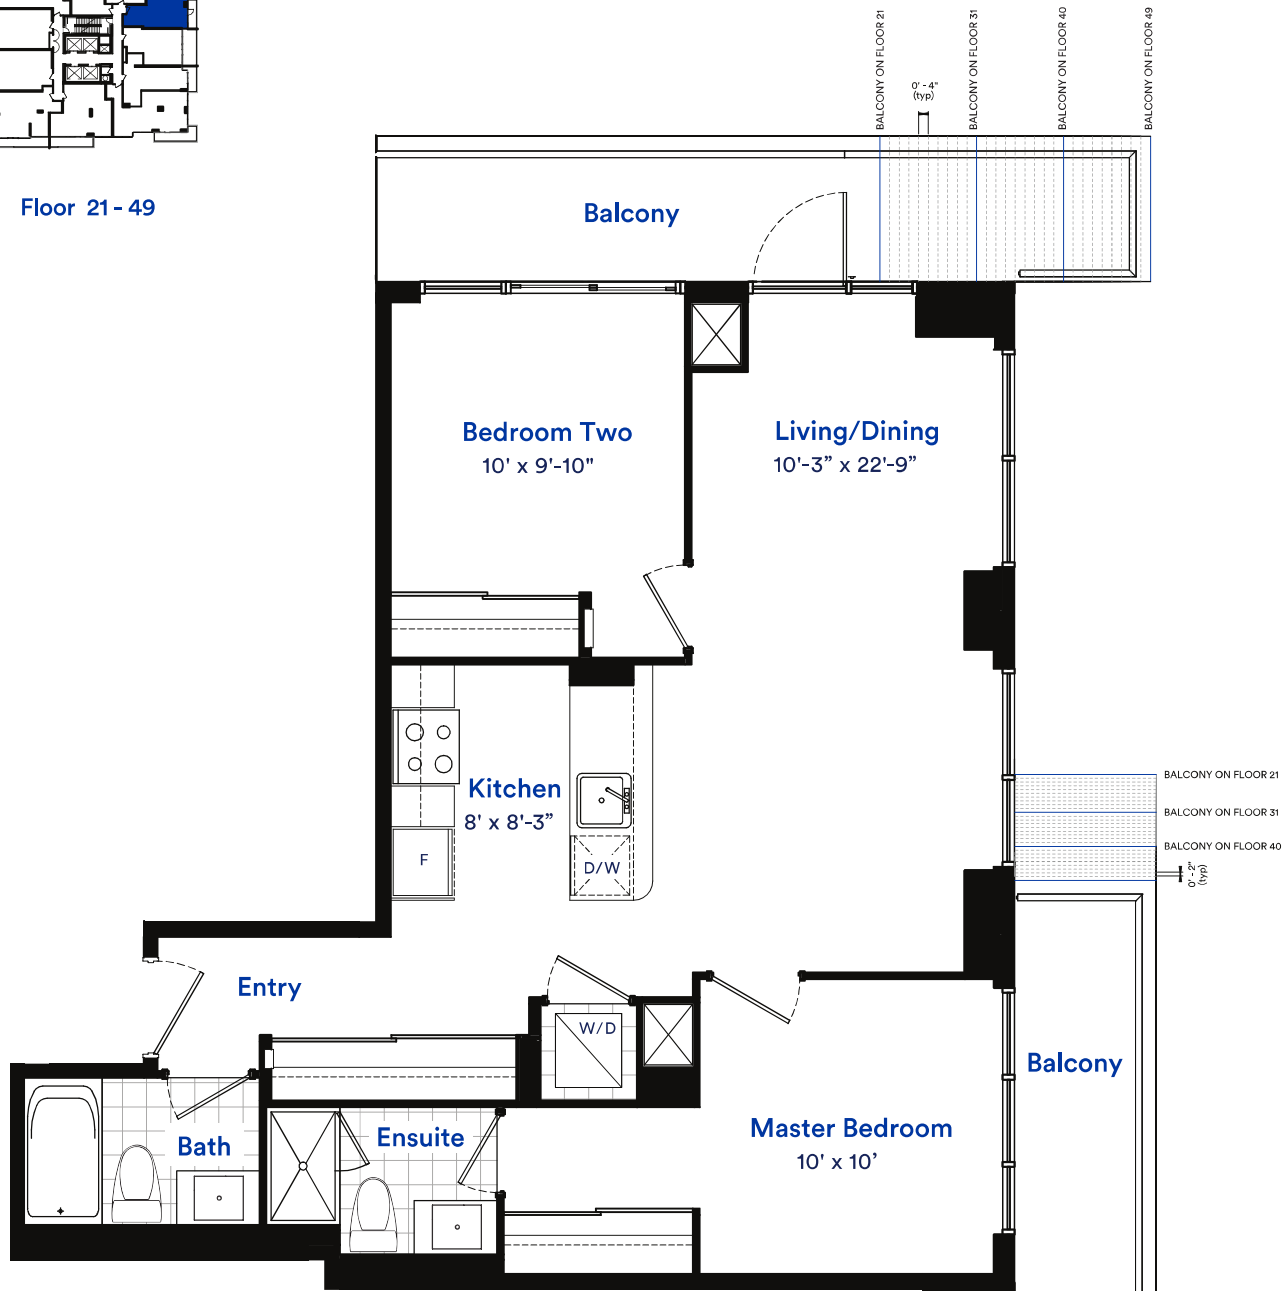 BALCONY ON FLOOR 21
BALCONY ON FLOOR 31
BALCONY ON FLOOR 40
BALCONY ON FLOOR 49
0' - 4"
(typ)
Floor 21 - 49
Balcony
Bedroom Two
10' x 9'-10"
Living/Dining
10'-3” x 22'-9”
Kitchen
8' x 8'-3”
F
D/W
BALCONY ON FLOOR 21
BALCONY ON FLOOR 31
BALCONY ON FLOOR 40
0' - 2"
(typ)
Entry
W/D
Balcony
Bath
Ensuite
Master Bedroom
10' x 10’